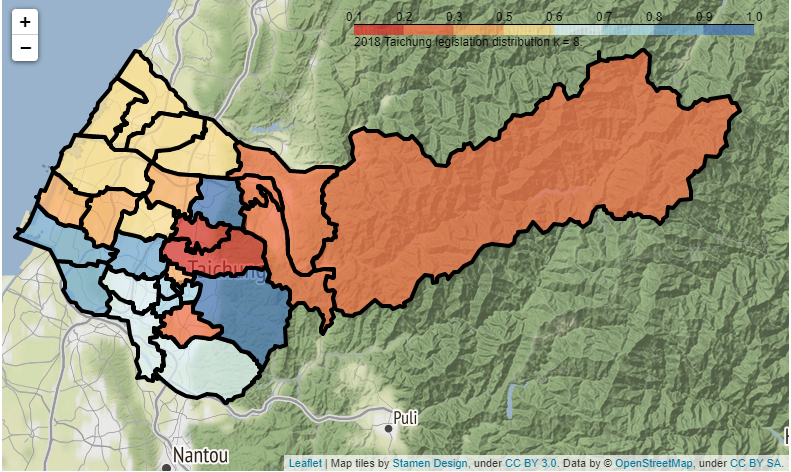 +
−
0.1 0.2 0.3 0.4 0.5 0.6 0.7 0.8 0.9 1.0
2018 Taichung legislation distribution k = 8
Taichung
Puli
Nantou
Leaflet | Map tiles by Stamen Design, under CC BY 3.0. Data by © OpenStreetMap, under CC BY SA.